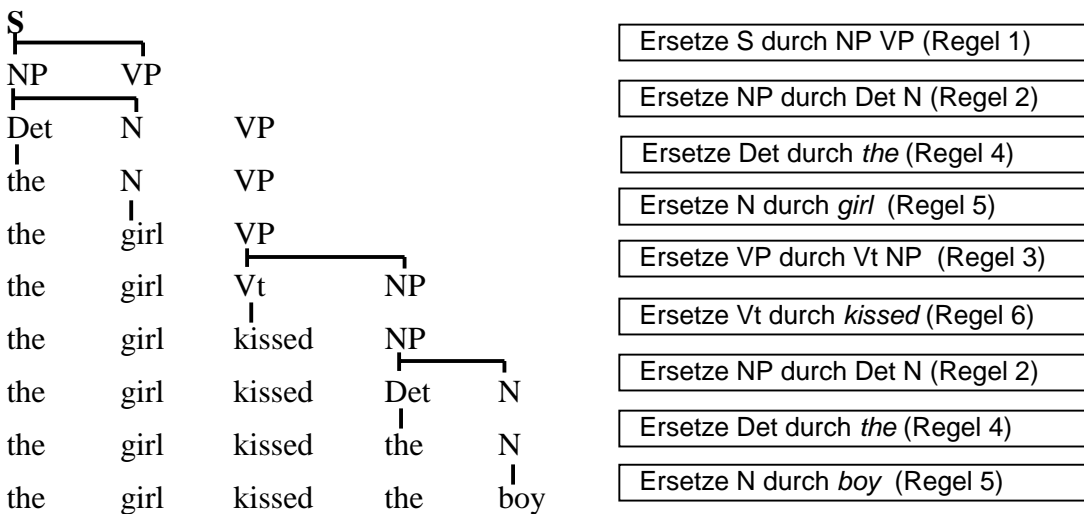 S
Ersetze S durch NP VP (Regel 1)
NP VP
Ersetze NP durch Det N (Regel 2)
Det N VP
Ersetze Det durch the (Regel 4)
the N VP
Ersetze N durch girl (Regel 5)
the girl VP
Ersetze VP durch Vt NP (Regel 3)
the girl Vt NP
Ersetze Vt durch kissed (Regel 6)
the girl kissed NP
Ersetze NP durch Det N (Regel 2)
the girl kissed Det N
Ersetze Det durch the (Regel 4)
the girl kissed the N
Ersetze N durch boy (Regel 5)
the girl kissed the boy